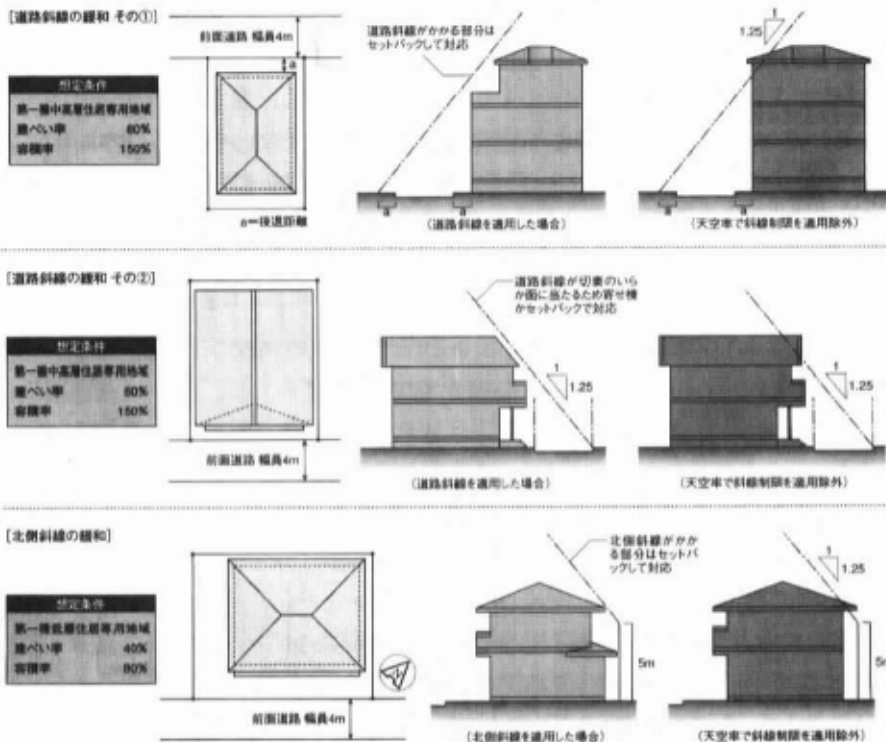 [道路斜線の緩和 その①]
前面道路 幅員4m
a
想定条件
第一種中高層住居専用地域
建ぺい率 60%
容積率 150%
a=後退距離
道路斜線がかかる部分は
セットバックして対応
a
a
(道路斜線を適用した場合)
1
1.25
a
a
(天空率で斜線制限を適用除外)
[道路斜線の緩和 その②]
想定条件
第一種中高層住居専用地域
建ぺい率 60%
容積率 150%
前面道路 幅員4m
道路斜線が切妻のいら
か面に当たるため寄せ棟
かセットバックで対応
1
1.25
(道路斜線を適用した場合)
1
1.25
(天空率で斜線制限を適用除外)
[北側斜線の緩和]
想定条件
第一種低層住居専用地域
建ぺい率 40%
容積率 80%
前面道路 幅員4m
北側斜線がかか
る部分はセットバ
ックして対応
5m
(北側斜線を適用した場合)
1
1.25
5m
(天空率で斜線制限を適用除外)